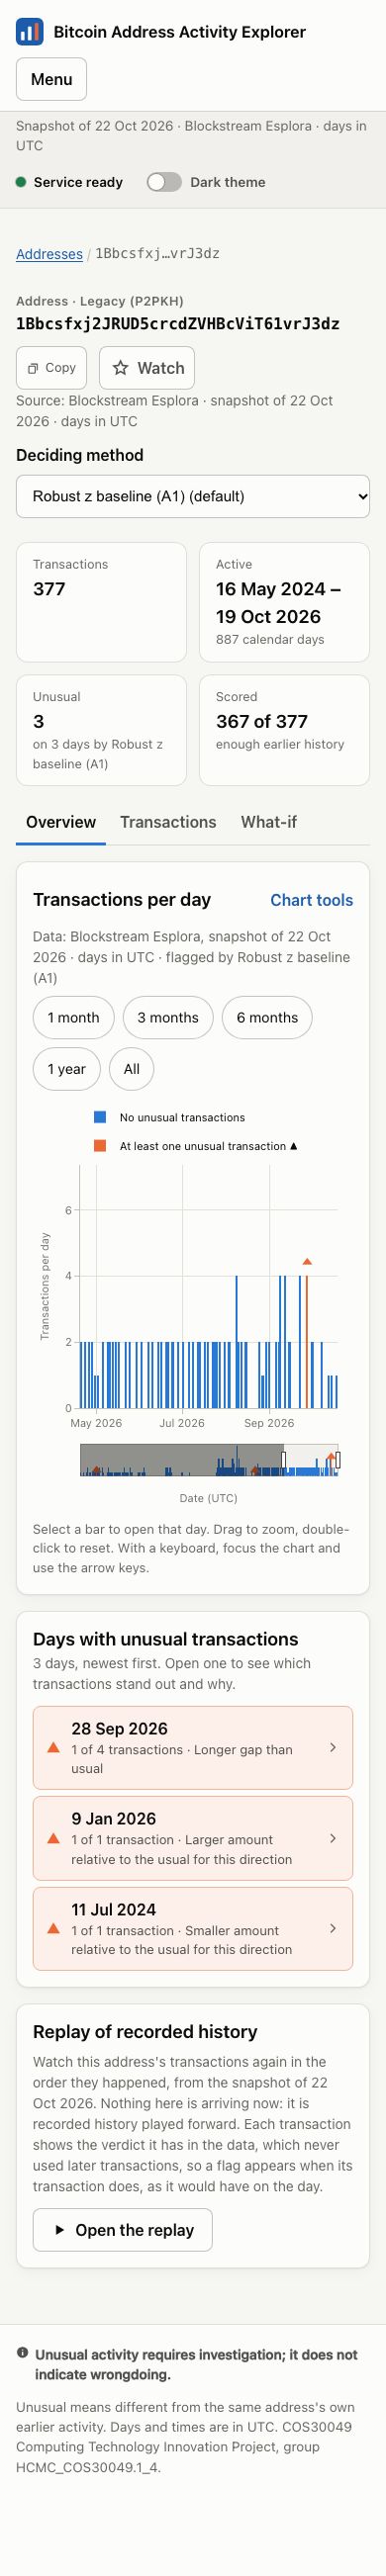 Bitcoin Address Activity Explorer
Menu
Snapshot of 22 Oct 2026 · Blockstream Esplora · days in
UTC
Service ready
Dark theme
Addresses / 1Bbcsfxj…vrJ3dz
Address · Legacy (P2PKH)
1Bbcsfxj2JRUD5crcdZVHBcViT61vrJ3dz
Copy
Watch
Source: Blockstream Esplora · snapshot of 22 Oct
2026 · days in UTC
Deciding method
Robust z baseline (A1) (default)
Transactions
377
Active
16 May 2024 –
19 Oct 2026
887 calendar days
Unusual
3
on 3 days by Robust z
baseline (A1)
Scored
367 of 377
enough earlier history
Overview
Transactions
What-if
Transactions per day
Chart tools
Data: Blockstream Esplora, snapshot of 22 Oct
2026 · days in UTC · flagged by Robust z baseline
(A1)
1 month
3 months
6 months
1 year
All
No unusual transactions
At least one unusual transaction ▲
Transactions per day
6
4
2
0
May 2026
Jul 2026
Sep 2026
Date (UTC)
Select a bar to open that day. Drag to zoom, double-
click to reset. With a keyboard, focus the chart and
use the arrow keys.
Days with unusual transactions
3 days, newest first. Open one to see which
transactions stand out and why.
28 Sep 2026
1 of 4 transactions · Longer gap than
usual
9 Jan 2026
1 of 1 transaction · Larger amount
relative to the usual for this direction
11 Jul 2024
1 of 1 transaction · Smaller amount
relative to the usual for this direction
Replay of recorded history
Watch this address's transactions again in the
order they happened, from the snapshot of 22
Oct 2026. Nothing here is arriving now: it is
recorded history played forward. Each transaction
shows the verdict it has in the data, which never
used later transactions, so a flag appears when its
transaction does, as it would have on the day.
Open the replay
Unusual activity requires investigation; it does not
indicate wrongdoing.
Unusual means different from the same address's own
earlier activity. Days and times are in UTC. COS30049
Computing Technology Innovation Project, group
HCMC_COS30049.1_4.